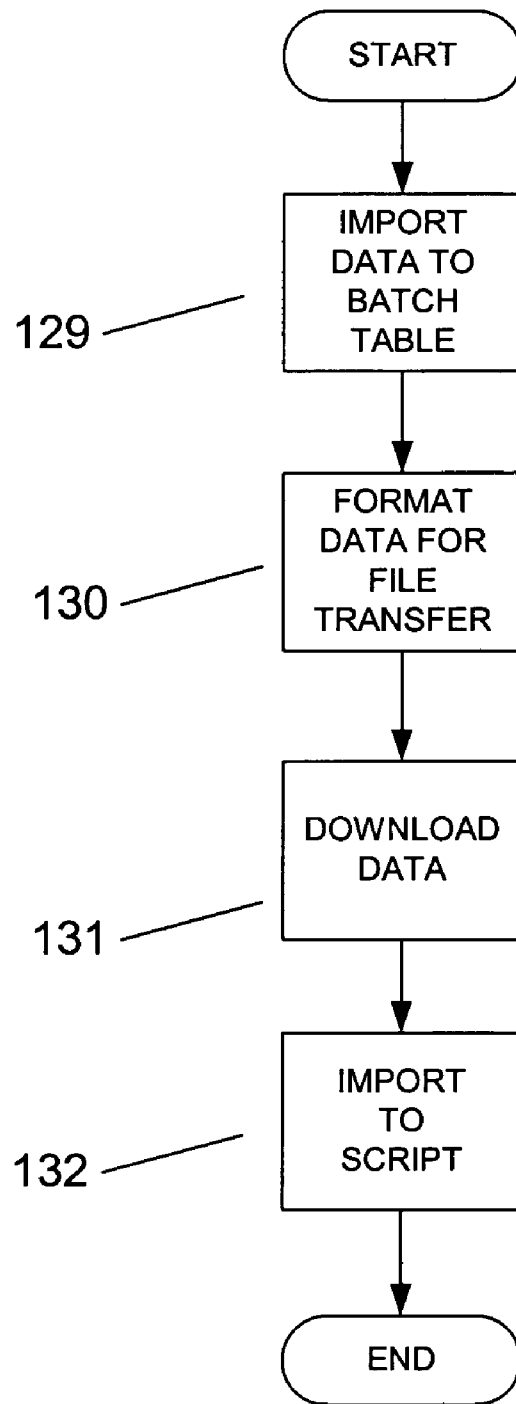 START
IMPORT
DATA TO
BATCH
TABLE
129
FORMAT
DATA FOR
FILE
TRANSFER
130
DOWNLOAD
DATA
131
IMPORT
TO
SCRIPT
132
END